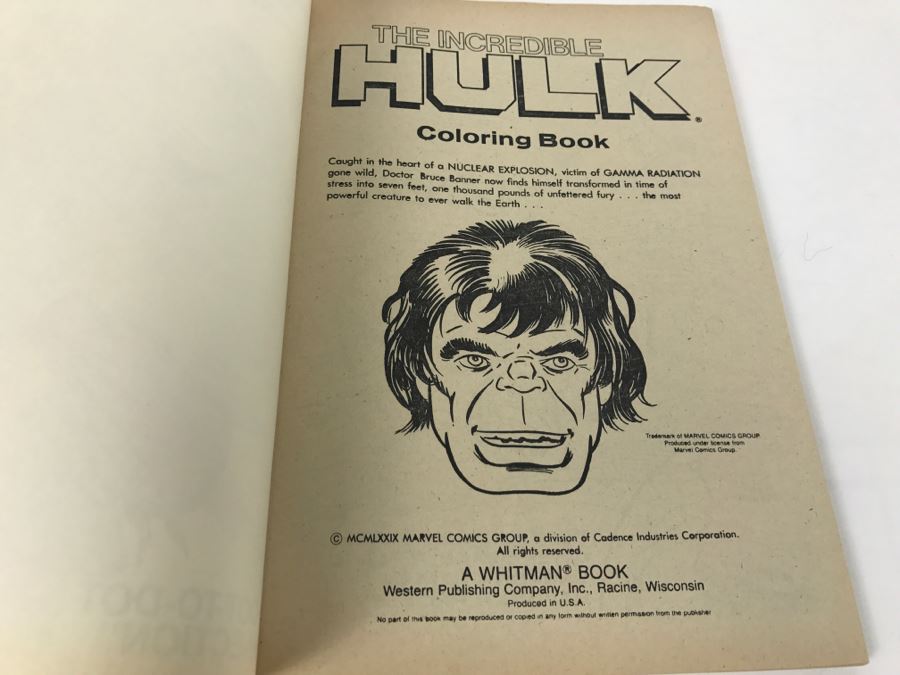 THE INCREDIBLE
HULK®
Coloring Book
Caught in the heart of a NUCLEAR EXPLOSION, victim of GAMMA RADIATION
gone wild, Doctor Bruce Banner now finds himself transformed in time of
stress into seven feet, one thousand pounds of unfettered fury . . . the most
powerful creature to ever walk the Earth . . .
Trademark of MARVEL COMICS GROUP.
Produced under license from
Marvel Comics Group.
© MCMLXXIX MARVEL COMICS GROUP, a division of Cadence Industries Corporation.
All rights reserved.
A WHITMAN® BOOK
Western Publishing Company, Inc., Racine, Wisconsin
Produced in U.S.A.
No part of this book may be reproduced or copied in any form without written permission from the publisher